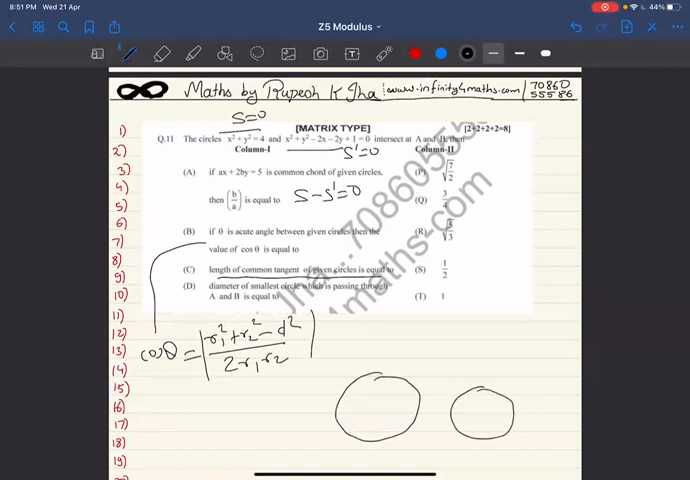 8:51 PM Wed 21 Apr
44%
Z5 Modulus
Maths by Rupesh K Jha
www.infinity4maths.com
70860
55586
S=0
[MATRIX TYPE]
[2+2+2+2=8]
Q.11 The circles x² + y² = 4 and x² + y² – 2x – 2y + 1 = 0 intersect at A and B, then
Column-I
S'=0
Column-II
(A) if ax + 2by = 5 is common chord of given circles,
then (b/a) is equal to
S-S'=0
(P) √(7/2)
(Q) 3/4
(B) if θ is acute angle between given circles then the
value of cos θ is equal to
(C) length of common tangent of given circles is equal to
(S) 1/2
(D) diameter of smallest circle which is passing through
A and B is equal to
(T) 1
cosθ = |(r₁²+r₂²-d²)/(2r₁r₂)|
1)
2)
3)
4)
5)
6)
7)
8)
9)
10)
11)
12)
13)
14)
15)
16)
17)
18)
19)